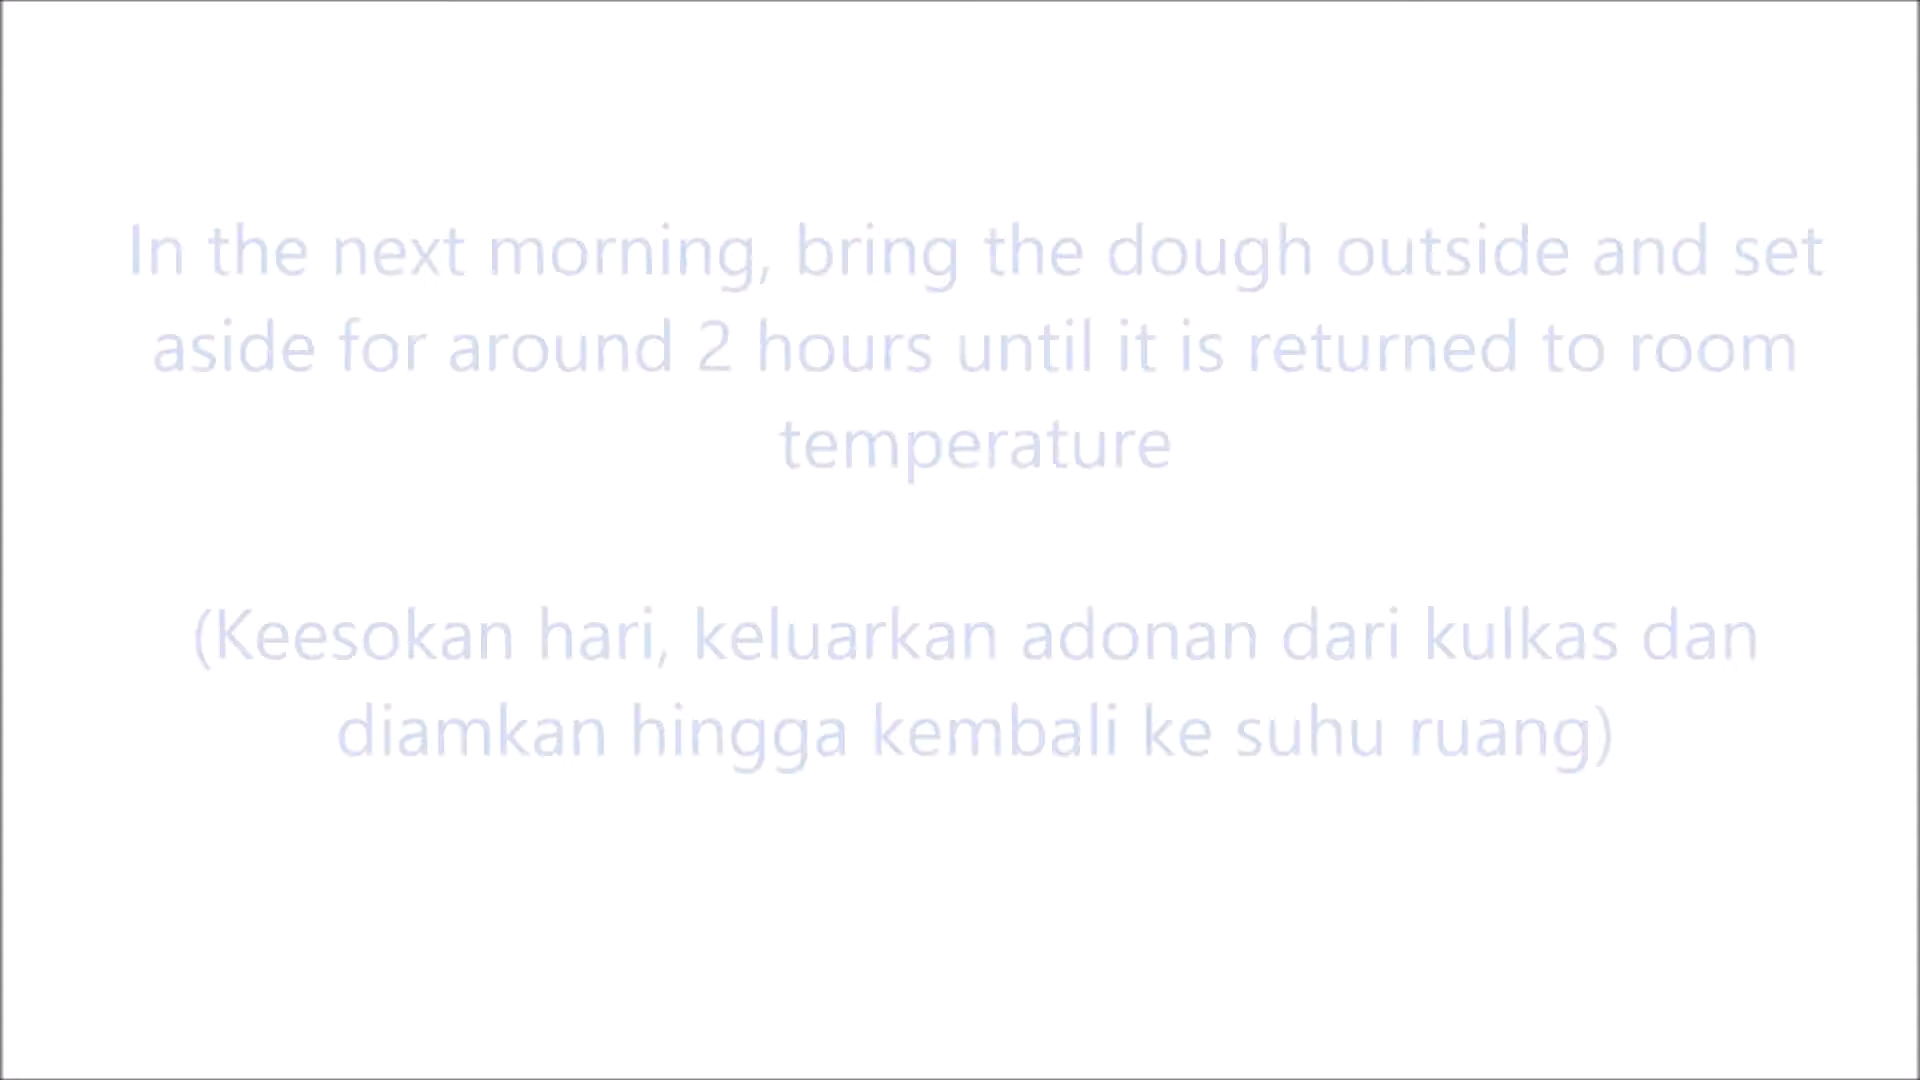 In the next morning, bring the dough outside and set
aside for around 2 hours until it is returned to room
temperature
(Keesokan hari, keluarkan adonan dari kulkas dan
diamkan hingga kembali ke suhu ruang)